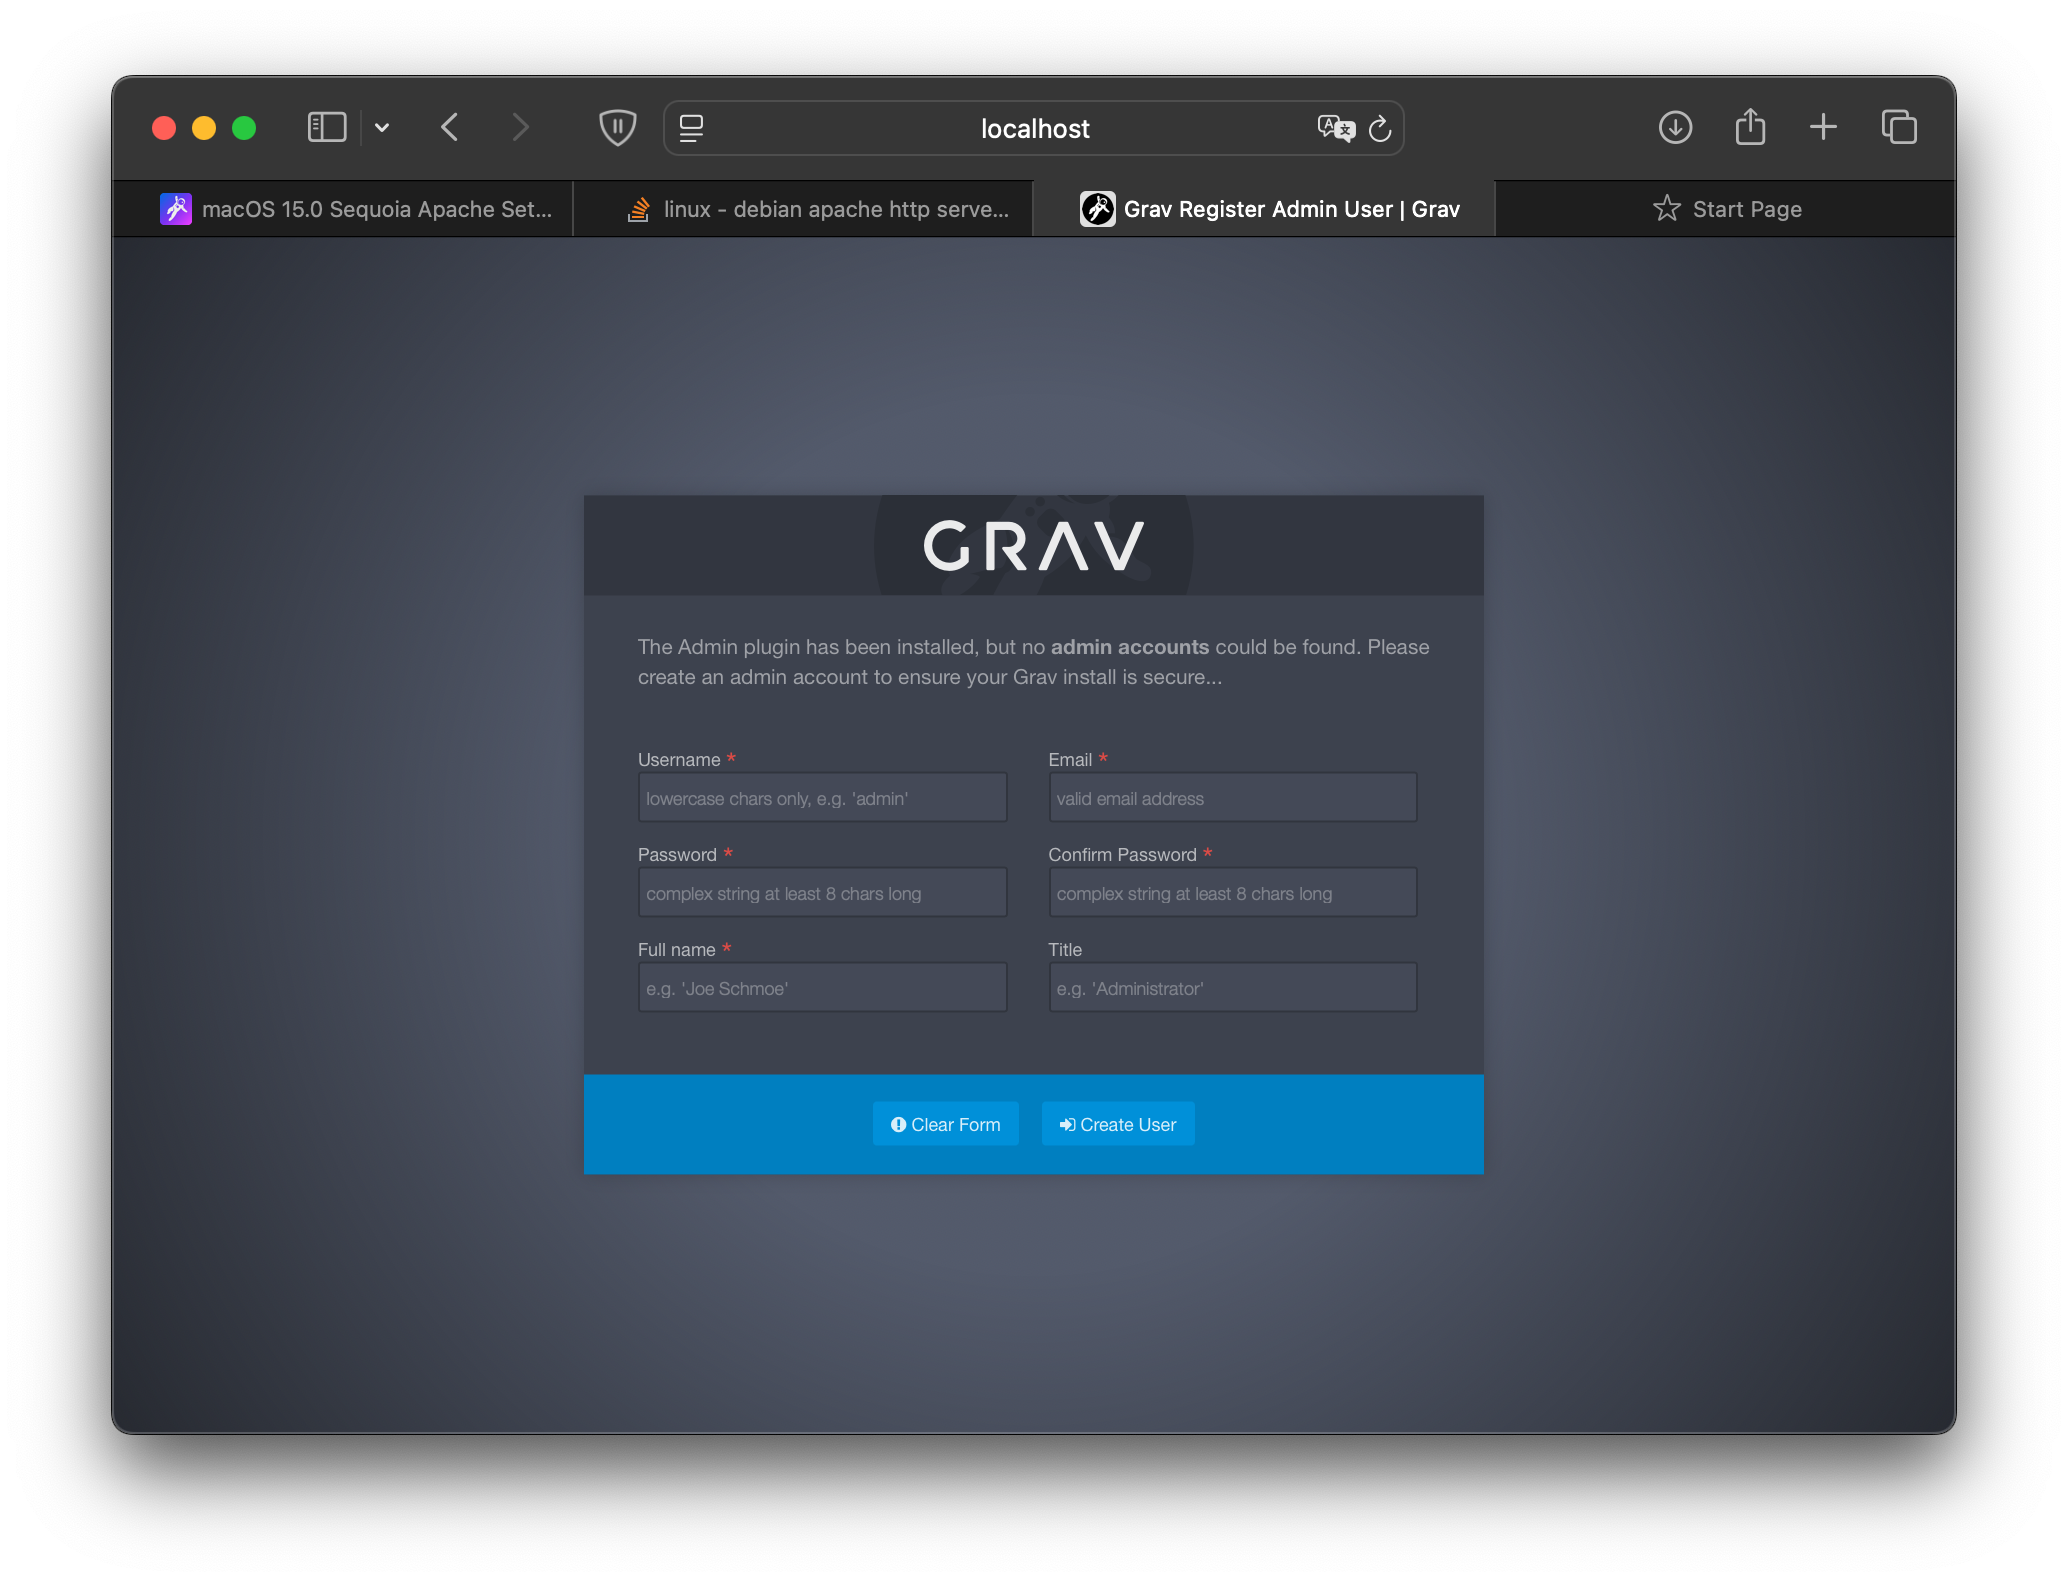 localhost
macOS 15.0 Sequoia Apache Set...
linux - debian apache http serve...
Grav Register Admin User | Grav
Start Page
GRAV
The Admin plugin has been installed, but no admin accounts could be found. Please
create an admin account to ensure your Grav install is secure...
Username *
Email *
lowercase chars only, e.g. 'admin'
valid email address
Password *
Confirm Password *
complex string at least 8 chars long
complex string at least 8 chars long
Full name *
Title
e.g. 'Joe Schmoe'
e.g. 'Administrator'
Clear Form
Create User